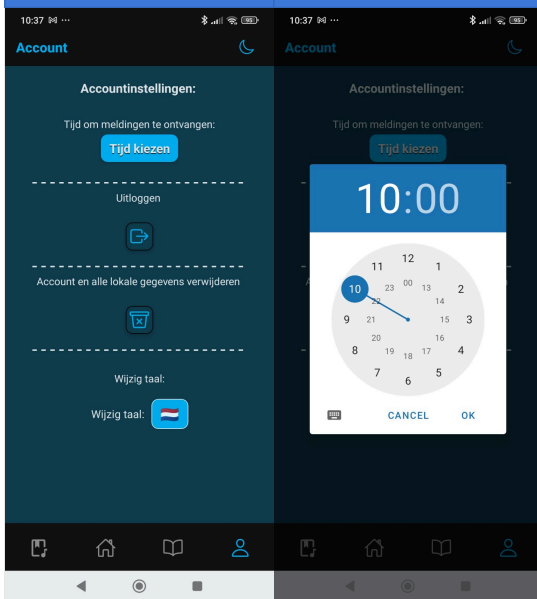 10:37
95
Account
Accountinstellingen:
Tijd om meldingen te ontvangen:
Tijd kiezen
Uitloggen
Account en alle lokale gegevens verwijderen
Wijzig taal:
Wijzig taal:
10:37
95
Account
Accountinstellingen:
Tijd om meldingen te ontvangen:
Tijd kiezen
10:00
12
11 1
00
23 13
10 2
22 14
9 21 15 3
20 16
8 19 17 4
18
7 5
6
CANCEL OK